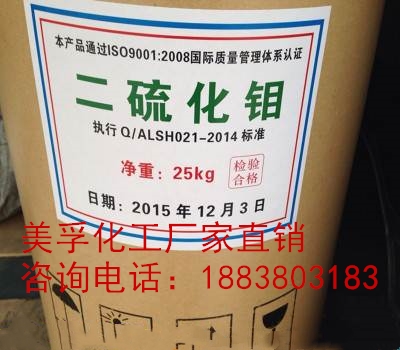 本产品通过ISO9001:2008国际质量管理体系认证
二硫化钼
执行 Q/ALSH021-2014 标准
净重：25kg
检验
合格
日期：2015 年 12 月 3 日
美孚化工厂家直销
咨询电话：18838803183